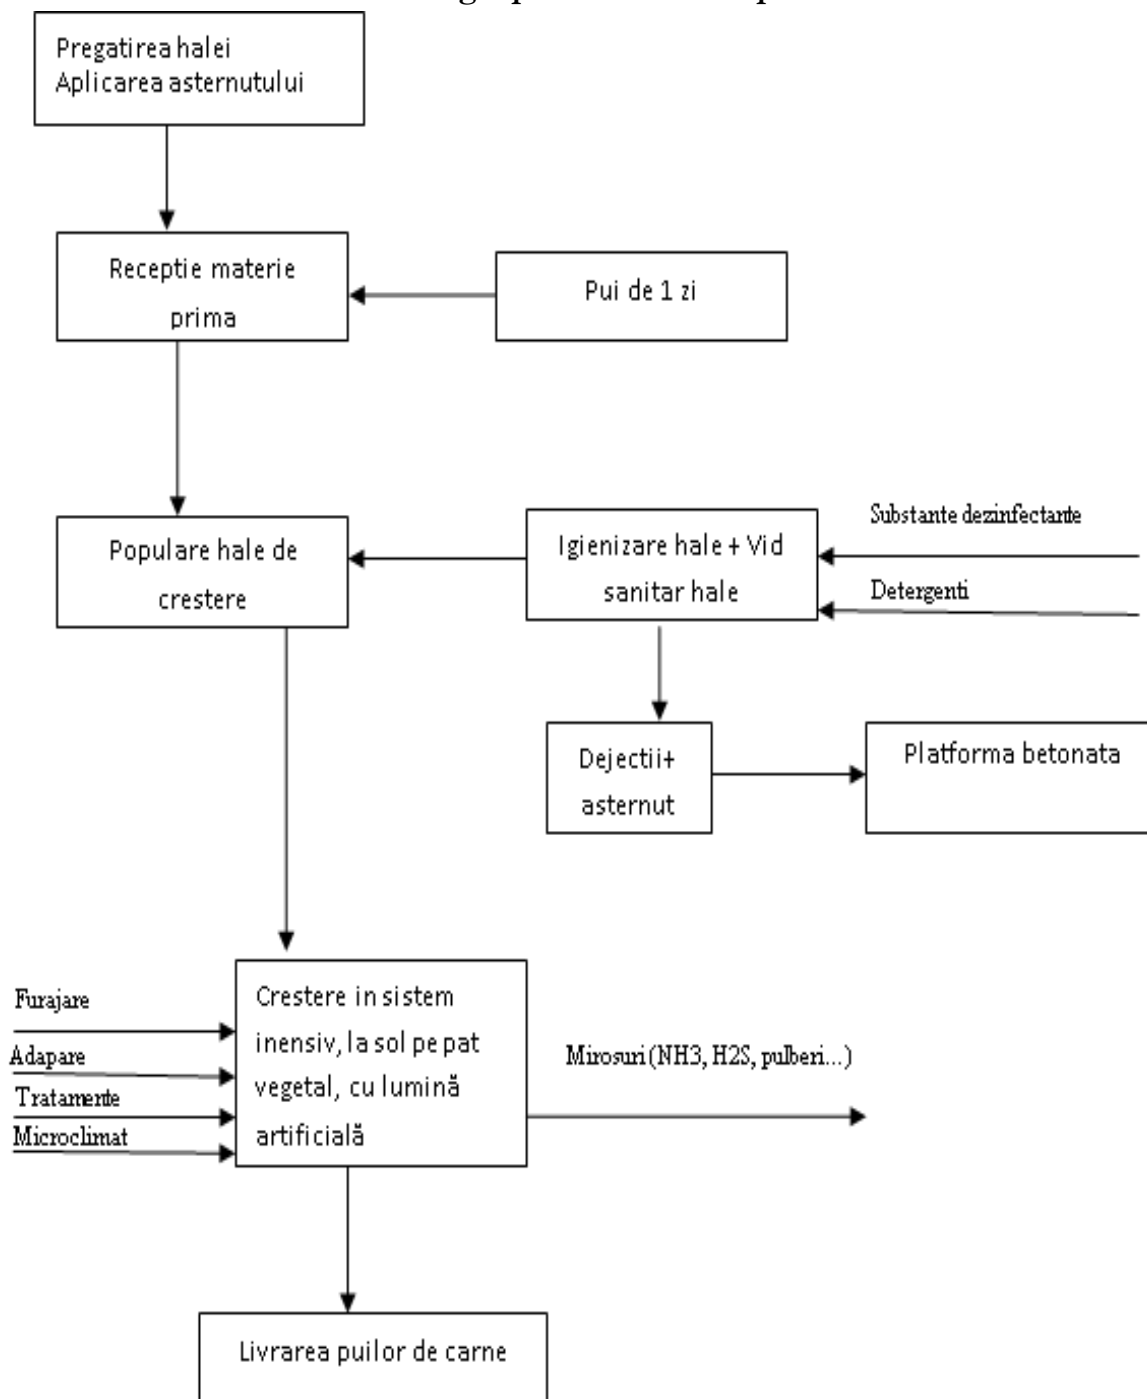 Pregatirea halei
Aplicarea asternutului
Receptie materie
prima
Pui de 1 zi
Populare hale de
crestere
Igienizare hale + Vid
sanitar hale
Substante dezinfectante
Detergenti
Dejectii+
asternut
Platforma betonata
Furajare
Adapare
Tratamente
Microclimat
Crestere in sistem
inensiv, la sol pe pat
vegetal, cu lumină
artificială
Mirosuri (NH3, H2S, pulberi...)
Livrarea puilor de carne